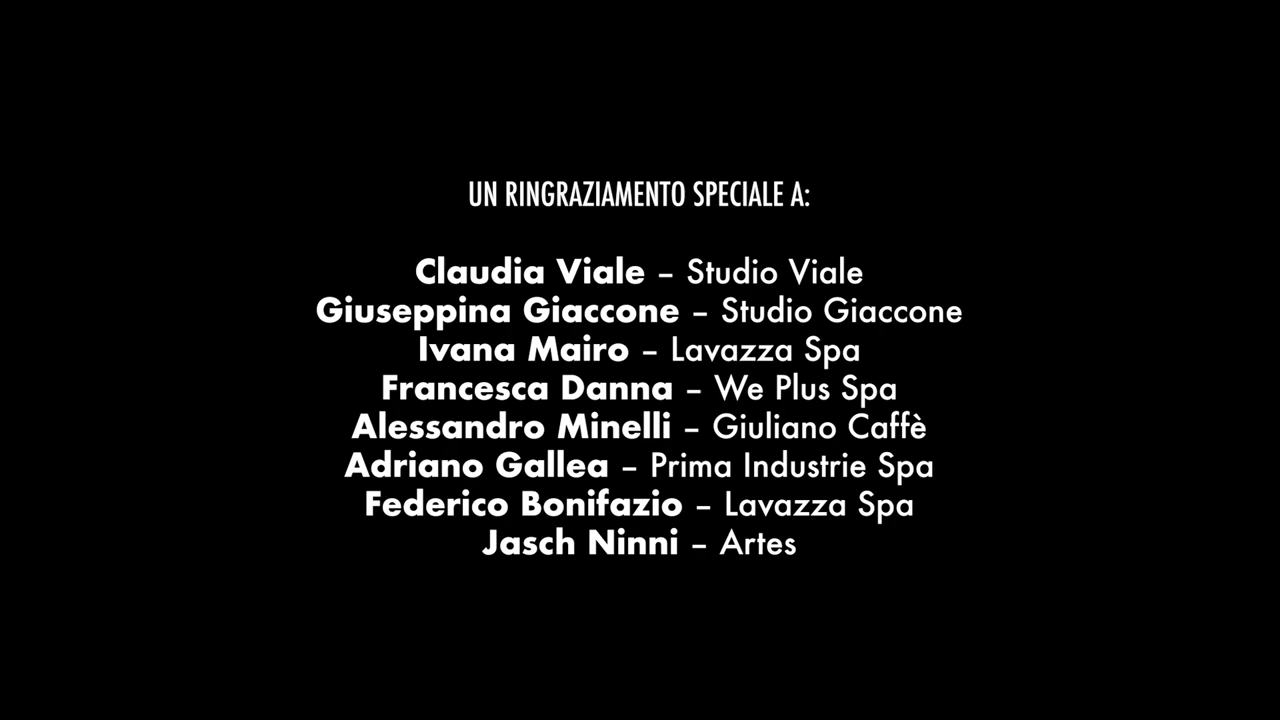 UN RINGRAZIAMENTO SPECIALE A:
Claudia Viale – Studio Viale
Giuseppina Giaccone – Studio Giaccone
Ivana Mairo – Lavazza Spa
Francesca Danna – We Plus Spa
Alessandro Minelli – Giuliano Caffè
Adriano Gallea – Prima Industrie Spa
Federico Bonifazio – Lavazza Spa
Jasch Ninni – Artes